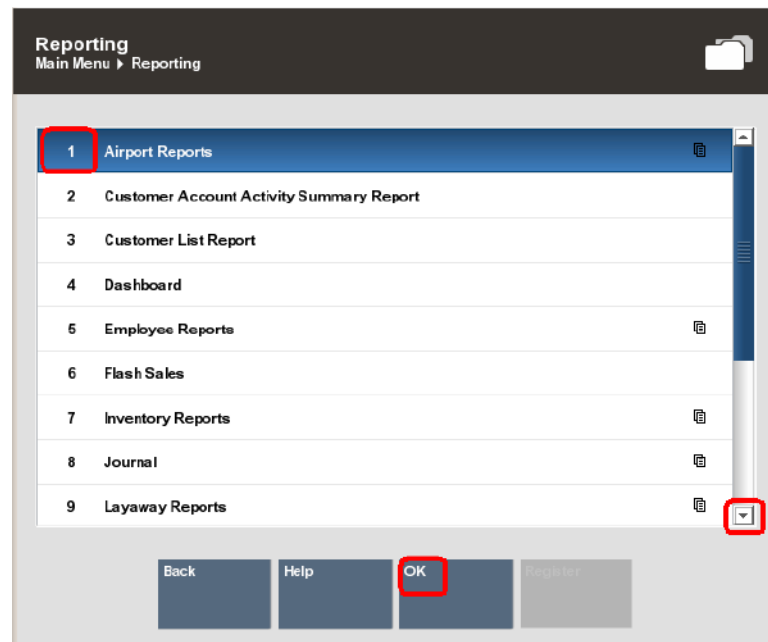 Reporting
Main Menu ▸ Reporting
1 Airport Reports
2 Customer Account Activity Summary Report
3 Customer List Report
4 Dashboard
5 Employee Reports
6 Flash Sales
7 Inventory Reports
8 Journal
9 Layaway Reports
Back Help OK Register